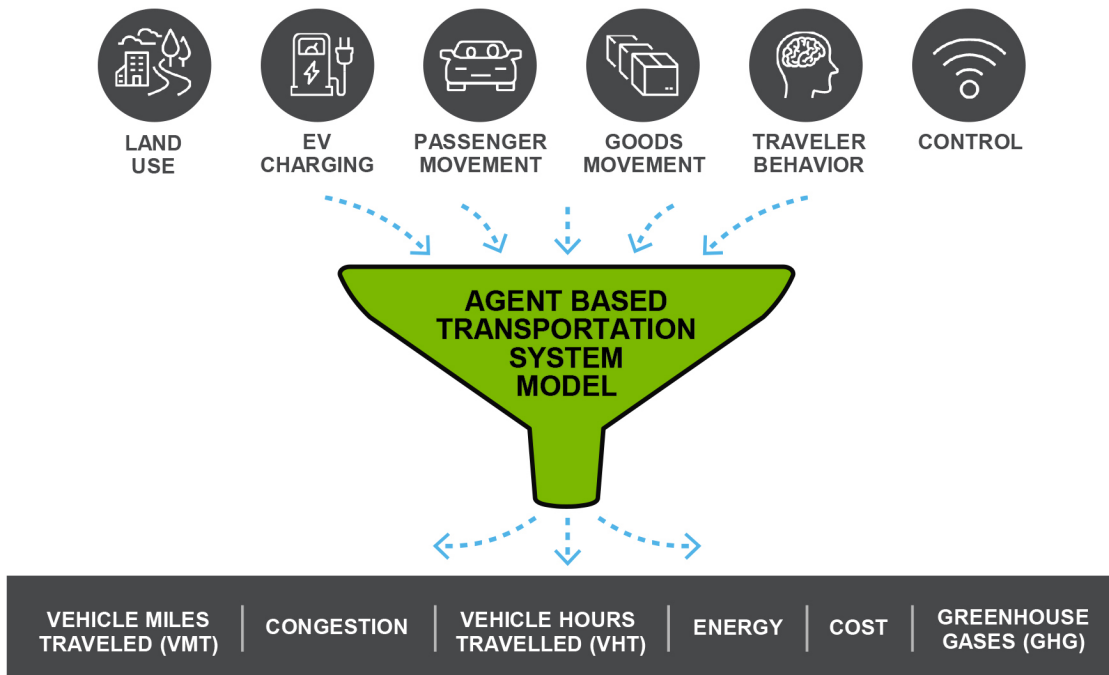 LAND
USE
EV
CHARGING
PASSENGER
MOVEMENT
GOODS
MOVEMENT
TRAVELER
BEHAVIOR
CONTROL
AGENT BASED
TRANSPORTATION
SYSTEM
MODEL
VEHICLE MILES
TRAVELED (VMT)
CONGESTION
VEHICLE HOURS
TRAVELLED (VHT)
ENERGY
COST
GREENHOUSE
GASES (GHG)